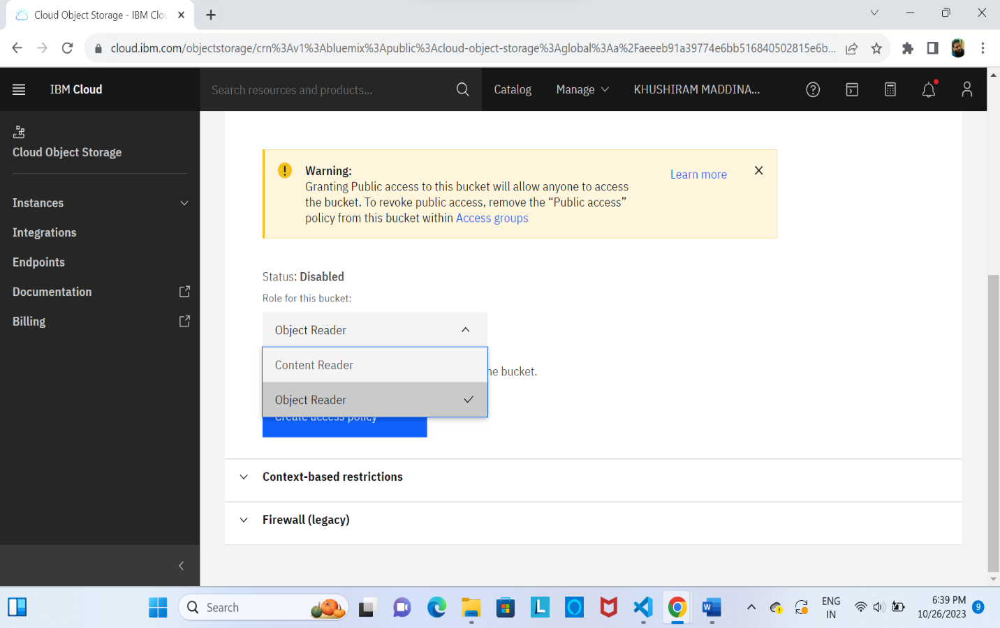 Cloud Object Storage - IBM Clou
cloud.ibm.com/objectstorage/crn%3Av1%3Abluemix%3Apublic%3Acloud-object-storage%3Aglobal%3Aa%2Faeeeb91a39774e6bb516840502815e6b...
IBM Cloud
Search resources and products...
Catalog
Manage
KHUSHIRAM MADDINA...
Cloud Object Storage
Instances
Integrations
Endpoints
Documentation
Billing
Warning:
Learn more
Granting Public access to this bucket will allow anyone to access
the bucket. To revoke public access, remove the “Public access”
policy from this bucket within Access groups
Status: Disabled
Role for this bucket:
Object Reader
Content Reader
he bucket.
Object Reader
Create access policy
Context-based restrictions
Firewall (legacy)
Search
L
W
ENG
IN
6:39 PM
10/26/2023
9